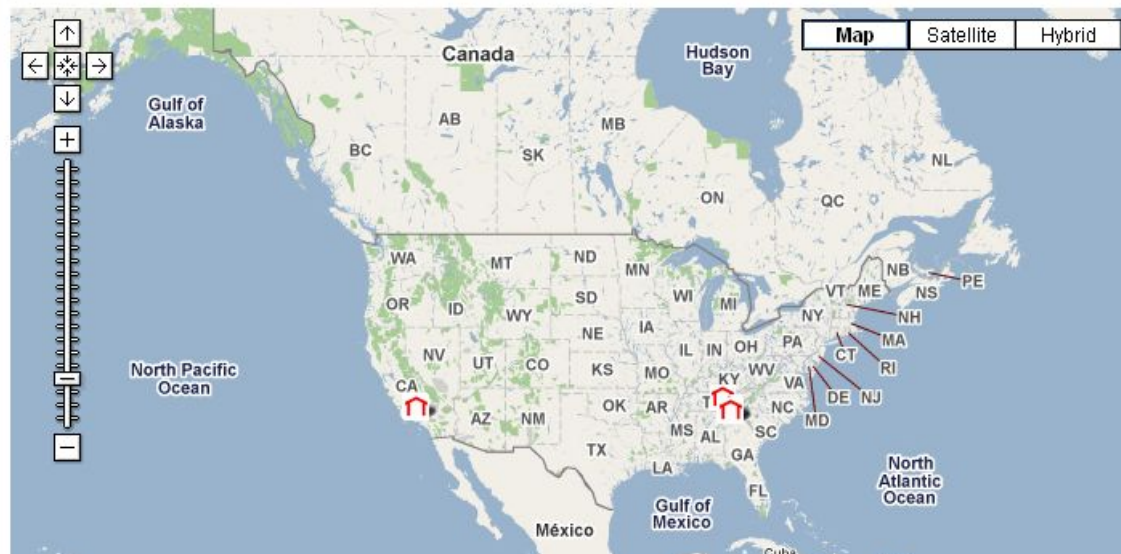 Map
Satellite
Hybrid
Canada
Hudson
Bay
Gulf of
Alaska
AB
MB
BC
SK
NL
ON
QC
WA
MT
ND
MN
NB
PE
VT
ME
NS
OR
ID
SD
WI
MI
NH
WY
NY
NE
IA
MA
NV
UT
CO
IL
IN
OH
PA
CT
RI
North Pacific
Ocean
KS
MO
WV
CA
KY
VA
DE
NJ
AZ
NM
OK
AR
T
NC
MD
MS
AL
SC
TX
GA
LA
FL
North
Atlantic
Ocean
Gulf of
Mexico
México
Cuba